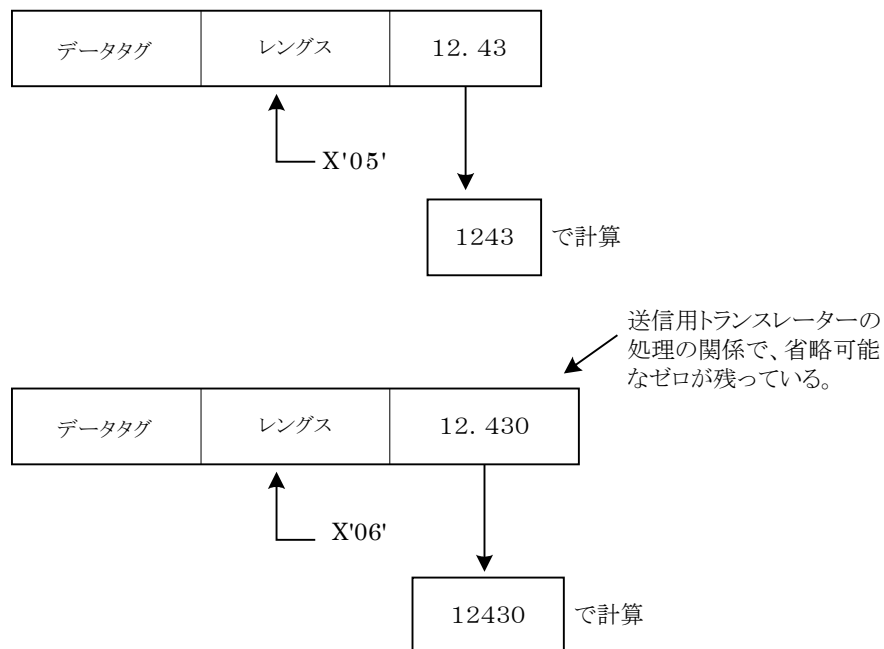 データタグ
レングス
12.43
X'05'
1243
で計算
送信用トランスレーターの
処理の関係で、省略可能
なゼロが残っている。
データタグ
レングス
12.430
X'06'
12430
で計算